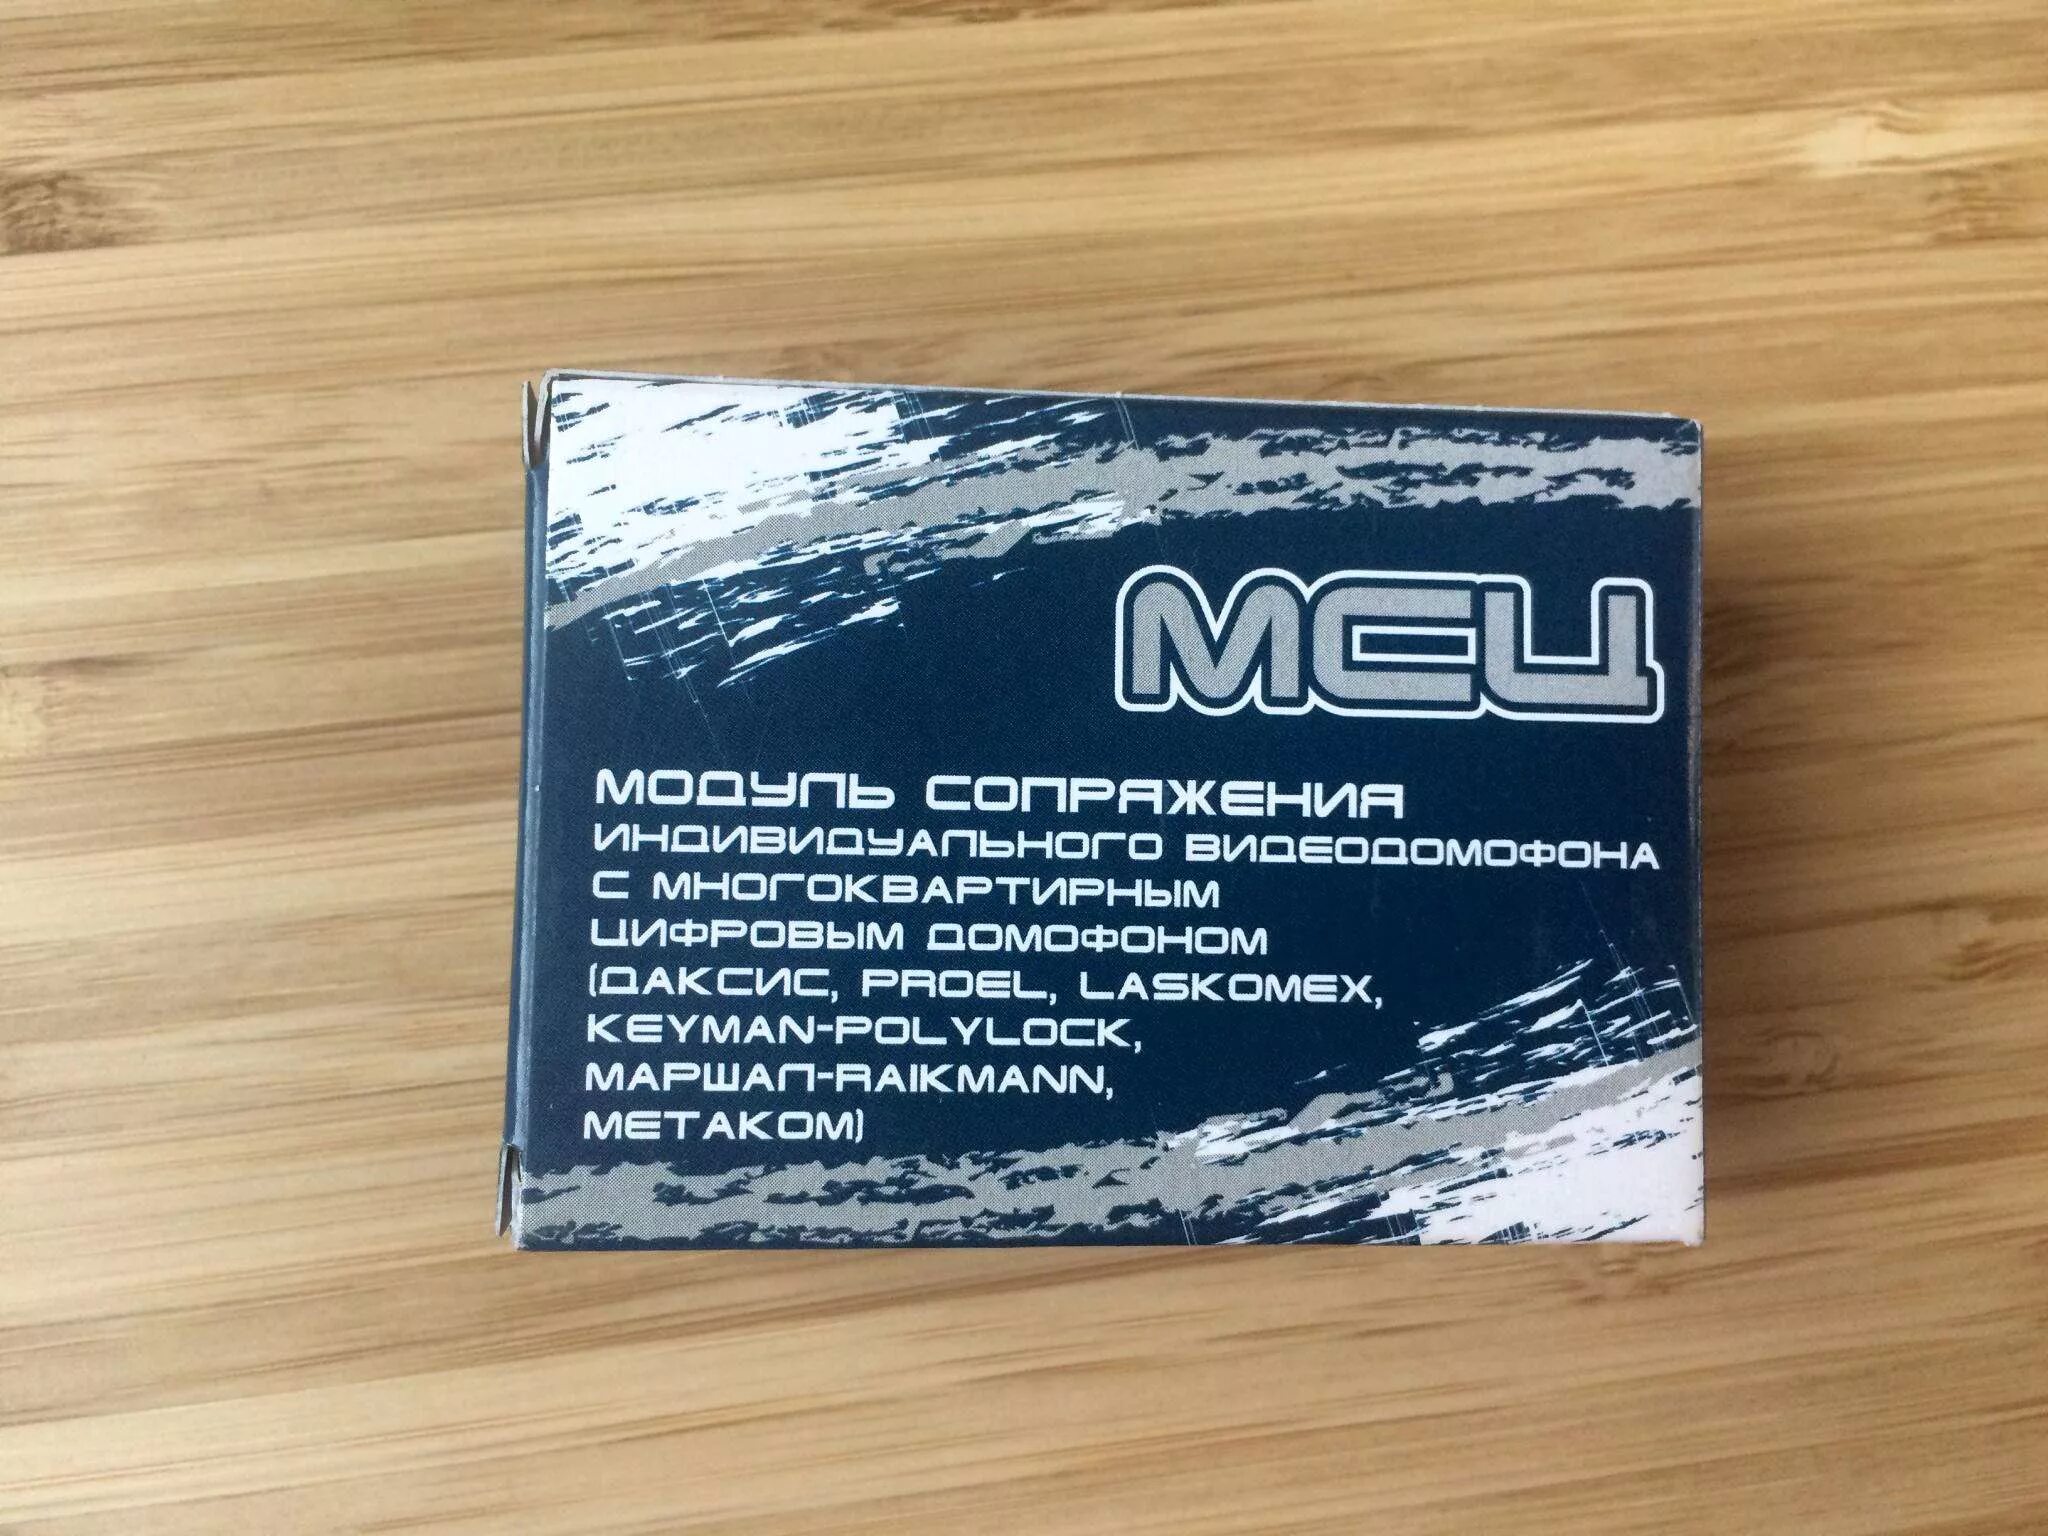 МСЦ
МОДУЛЬ СОПРЯЖЕНИЯ
ИНДИВИДУАЛЬНОГО ВИДЕОДОМОФОНА
С МНОГОКВАРТИРНЫМ
ЦИФРОВЫМ ДОМОФОНОМ
(ДАКСИС, PROEL, LASKOMEX,
KEYMAN-POLYLOCK,
МАРШАЛ-RAIKMANN,
МЕТАКОМ)